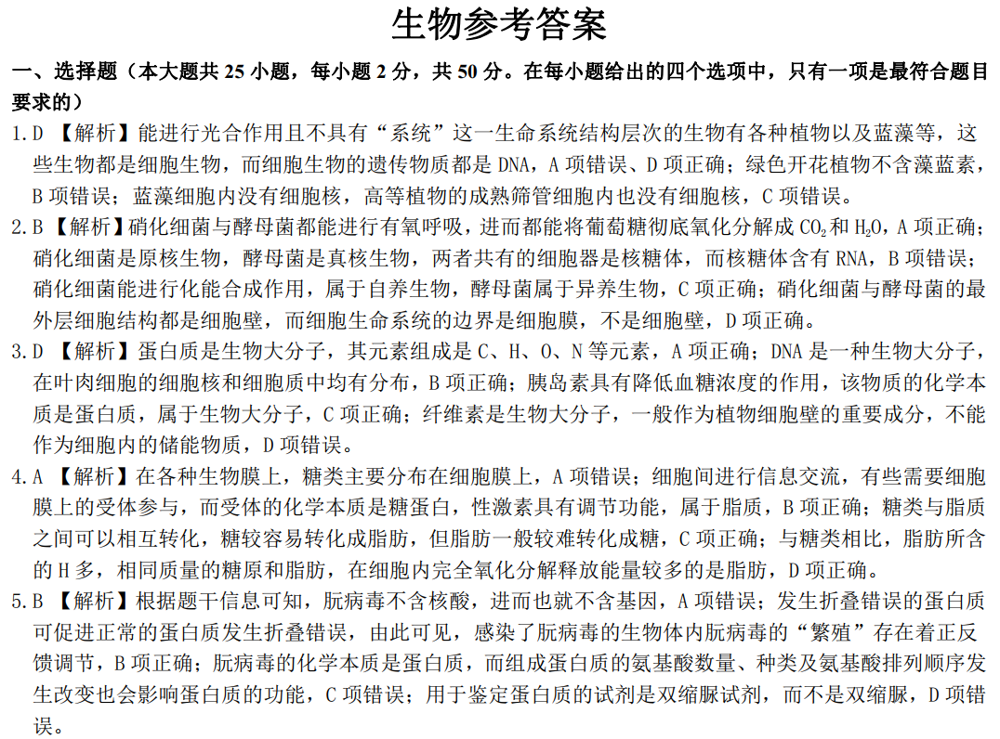 生物参考答案
一、选择题（本大题共 25 小题，每小题 2 分，共 50 分。在每小题给出的四个选项中，只有一项是最符合题目
要求的）
1.D 【解析】能进行光合作用且不具有“系统”这一生命系统结构层次的生物有各种植物以及蓝藻等，这
些生物都是细胞生物，而细胞生物的遗传物质都是 DNA，A 项错误、D 项正确；绿色开花植物不含藻蓝素，
B 项错误；蓝藻细胞内没有细胞核，高等植物的成熟筛管细胞内也没有细胞核，C 项错误。
2.B【解析】硝化细菌与酵母菌都能进行有氧呼吸，进而都能将葡萄糖彻底氧化分解成 CO₂和 H₂O，A 项正确；
硝化细菌是原核生物，酵母菌是真核生物，两者共有的细胞器是核糖体，而核糖体含有 RNA，B 项错误；
硝化细菌能进行化能合成作用，属于自养生物，酵母菌属于异养生物，C 项正确；硝化细菌与酵母菌的最
外层细胞结构都是细胞壁，而细胞生命系统的边界是细胞膜，不是细胞壁，D 项正确。
3.D 【解析】蛋白质是生物大分子，其元素组成是 C、H、O、N 等元素，A 项正确；DNA 是一种生物大分子，
在叶肉细胞的细胞核和细胞质中均有分布，B 项正确；胰岛素具有降低血糖浓度的作用，该物质的化学本
质是蛋白质，属于生物大分子，C 项正确；纤维素是生物大分子，一般作为植物细胞壁的重要成分，不能
作为细胞内的储能物质，D 项错误。
4.A 【解析】在各种生物膜上，糖类主要分布在细胞膜上，A 项错误；细胞间进行信息交流，有些需要细胞
膜上的受体参与，而受体的化学本质是糖蛋白，性激素具有调节功能，属于脂质，B 项正确；糖类与脂质
之间可以相互转化，糖较容易转化成脂肪，但脂肪一般较难转化成糖，C 项正确；与糖类相比，脂肪所含
的 H 多，相同质量的糖原和脂肪，在细胞内完全氧化分解释放能量较多的是脂肪，D 项正确。
5.B 【解析】根据题干信息可知，朊病毒不含核酸，进而也就不含基因，A 项错误；发生折叠错误的蛋白质
可促进正常的蛋白质发生折叠错误，由此可见，感染了朊病毒的生物体内朊病毒的“繁殖”存在着正反
馈调节，B 项正确；朊病毒的化学本质是蛋白质，而组成蛋白质的氨基酸数量、种类及氨基酸排列顺序发
生改变也会影响蛋白质的功能，C 项错误；用于鉴定蛋白质的试剂是双缩脲试剂，而不是双缩脲，D 项错
误。